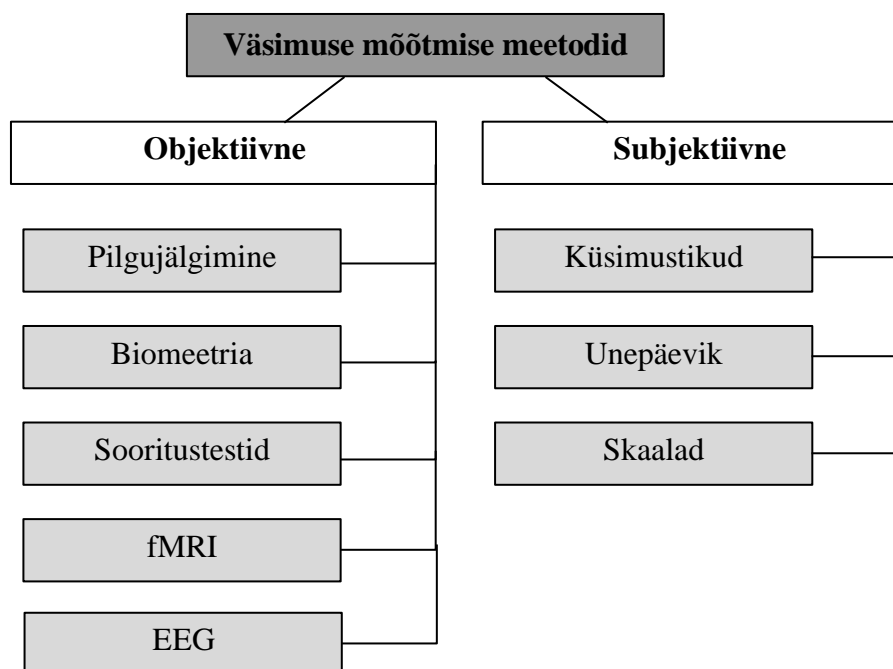 Väsimuse mõõtmise meetodid
Objektiivne
Pilgujälgimine
Biomeetria
Sooritustestid
fMRI
EEG
Subjektiivne
Küsimustikud
Unepäevik
Skaalad